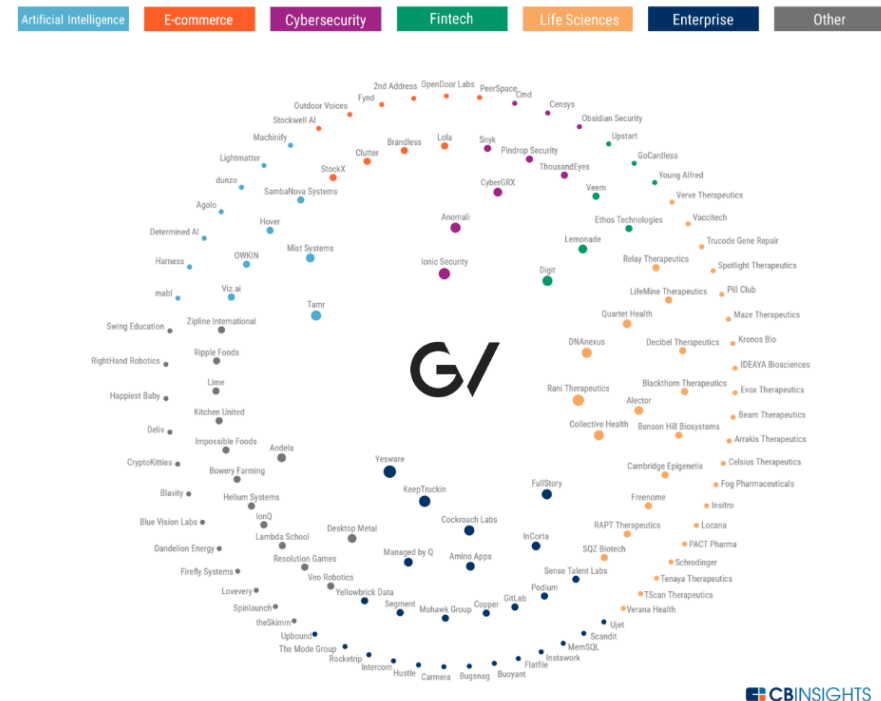 Artificial Intelligence
E-commerce
Cybersecurity
Fintech
Life Sciences
Enterprise
Other
2nd Address
OpenDoor Labs
PeerSpace
Cmd
Fynd
Censys
Outdoor Voices
Obsidian Security
Stockwell AI
Upstart
Machinify
GoCardless
Lightmatter
Young Alfred
dunzo
Verve Therapeutics
Agolo
Vaccitech
Determined AI
Trucode Gene Repair
Harness
Spotlight Therapeutics
mabl
Pill Club
Swing Education
Maze Therapeutics
RightHand Robotics
Kronos Bio
IDEAYA Biosciences
Happiest Baby
Evox Therapeutics
Deliv
Beam Therapeutics
Arrakis Therapeutics
CryptoKitties
Celsius Therapeutics
Blavity
Fog Pharmaceuticals
Blue Vision Labs
Insitro
Locana
Dandelion Energy
PACT Pharma
Firefly Systems
Schrodinger
Lovevery
Tenaya Therapeutics
Spinlaunch
TScan Therapeutics
theSkimm
Verana Health
Upbound
Ujet
The Mode Group
Scandit
Rocketrip
MemSQL
Intercom
Instawork
Hustle
Flatfile
Carmera
Bugsnag
Buoyant
Lola
Brandless
Snyk
Clutter
Pindrop Security
StockX
ThousandEyes
SambaNova Systems
CyberGRX
Veem
Hover
Anomali
Ethos Technologies
Mist Systems
Lemonade
OWKIN
Ionic Security
Relay Therapeutics
Viz.ai
Digit
LifeMine Therapeutics
Tamr
Quartet Health
Zipline International
DNAnexus
Decibel Therapeutics
Ripple Foods
GV
Lime
Rani Therapeutics
Blackthorn Therapeutics
Kitchen United
Alector
Collective Health
Benson Hill Biosystems
Impossible Foods
Andela
Yesware
Cambridge Epigenetix
Bowery Farming
KeepTruckin
FullStory
Helium Systems
Freenome
IonQ
Desktop Metal
Cockroach Labs
RAPT Therapeutics
Lambda School
InCorta
SQZ Biotech
Resolution Games
Managed by Q
Amino Apps
Sense Talent Labs
Veo Robotics
Yellowbrick Data
Podium
Segment
Mohawk Group
Copper
GitLab
CBINSIGHTS